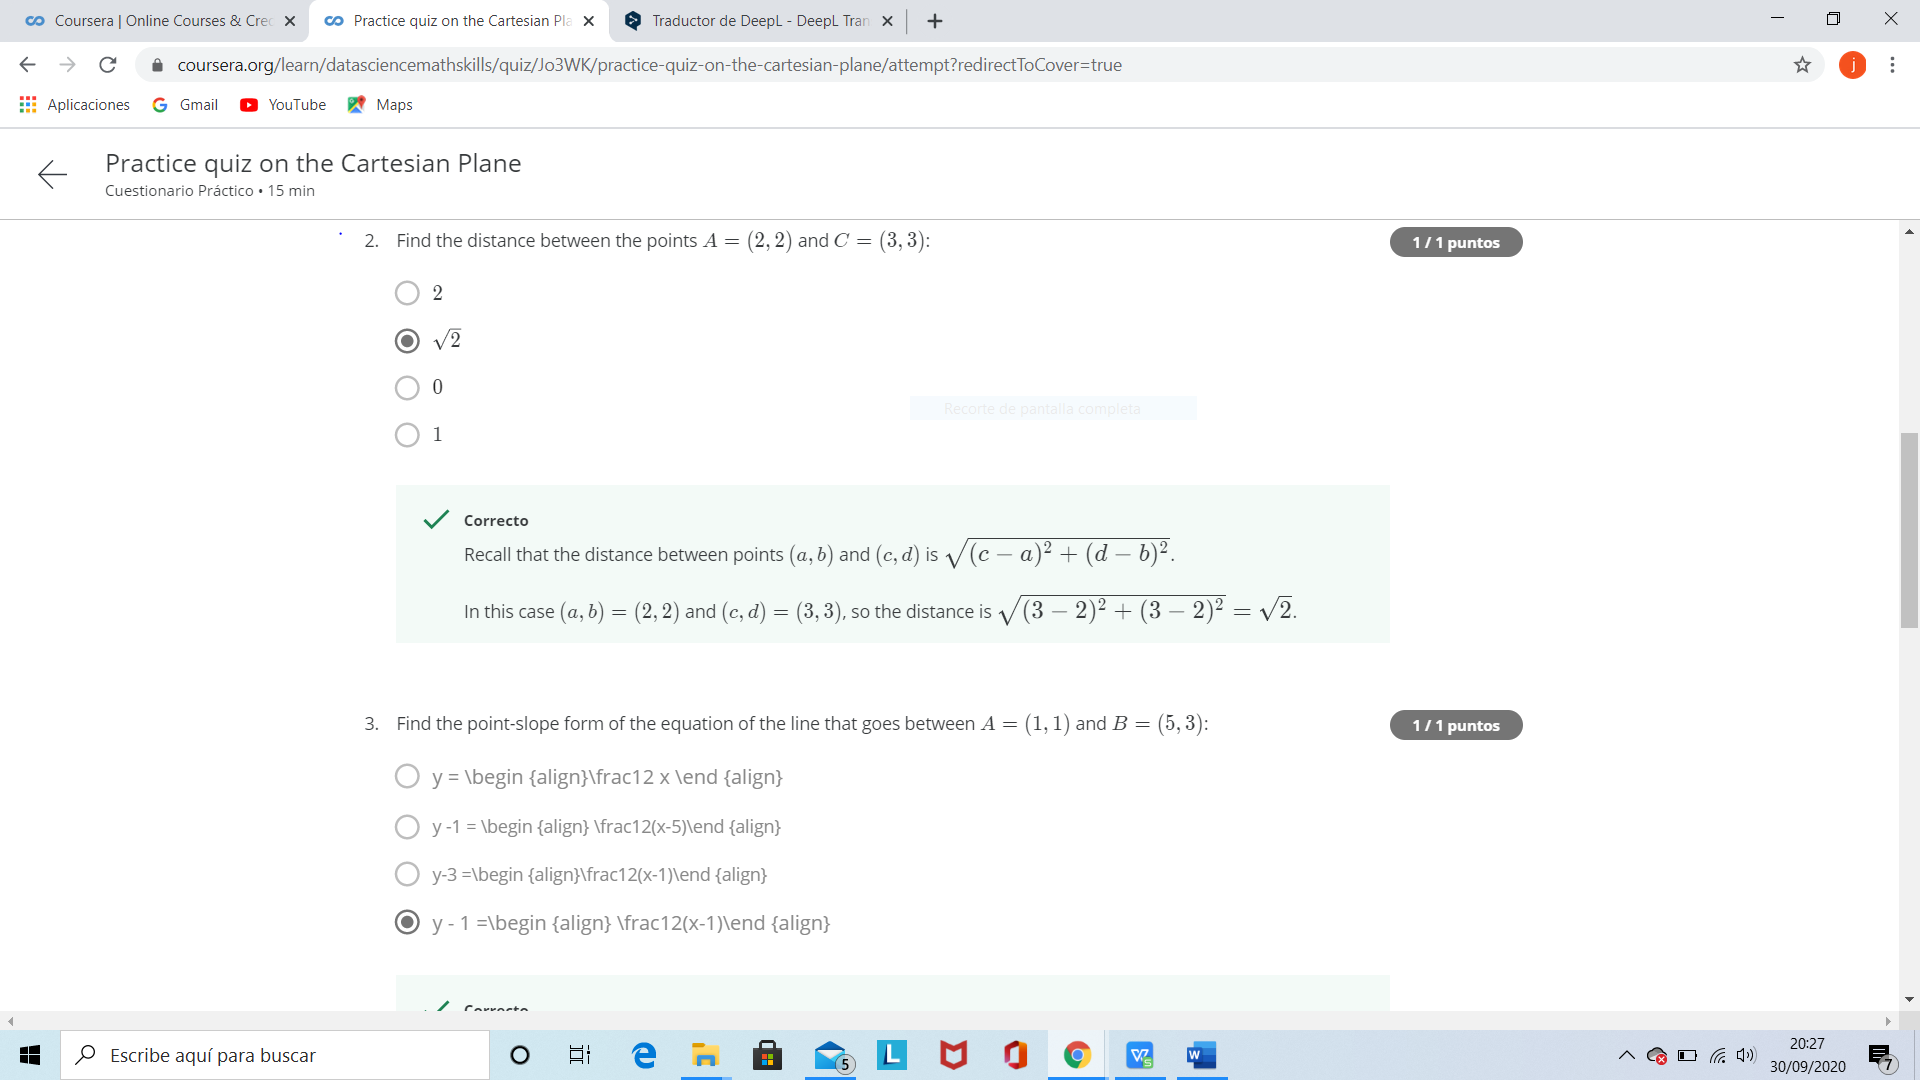 Coursera | Online Courses & Cre
Practice quiz on the Cartesian Pla
Traductor de DeepL - DeepL Tran
coursera.org/learn/datasciencemathskills/quiz/Jo3WK/practice-quiz-on-the-cartesian-plane/attempt?redirectToCover=true
j
Aplicaciones
Gmail
YouTube
Maps
Practice quiz on the Cartesian Plane
Cuestionario Práctico • 15 min
2. Find the distance between the points A = (2, 2) and C = (3, 3):
1 / 1 puntos
2
√2
0
1
Recorte de pantalla completa
Correcto
Recall that the distance between points (a, b) and (c, d) is √(c − a)² + (d − b)².
In this case (a, b) = (2, 2) and (c, d) = (3, 3), so the distance is √(3 − 2)² + (3 − 2)² = √2.
3. Find the point-slope form of the equation of the line that goes between A = (1, 1) and B = (5, 3):
1 / 1 puntos
y = \begin {align}\frac12 x \end {align}
y -1 = \begin {align} \frac12(x-5)\end {align}
y-3 =\begin {align}\frac12(x-1)\end {align}
y - 1 =\begin {align} \frac12(x-1)\end {align}
Correcto
Escribe aquí para buscar
5
L
W
20:27
30/09/2020
7